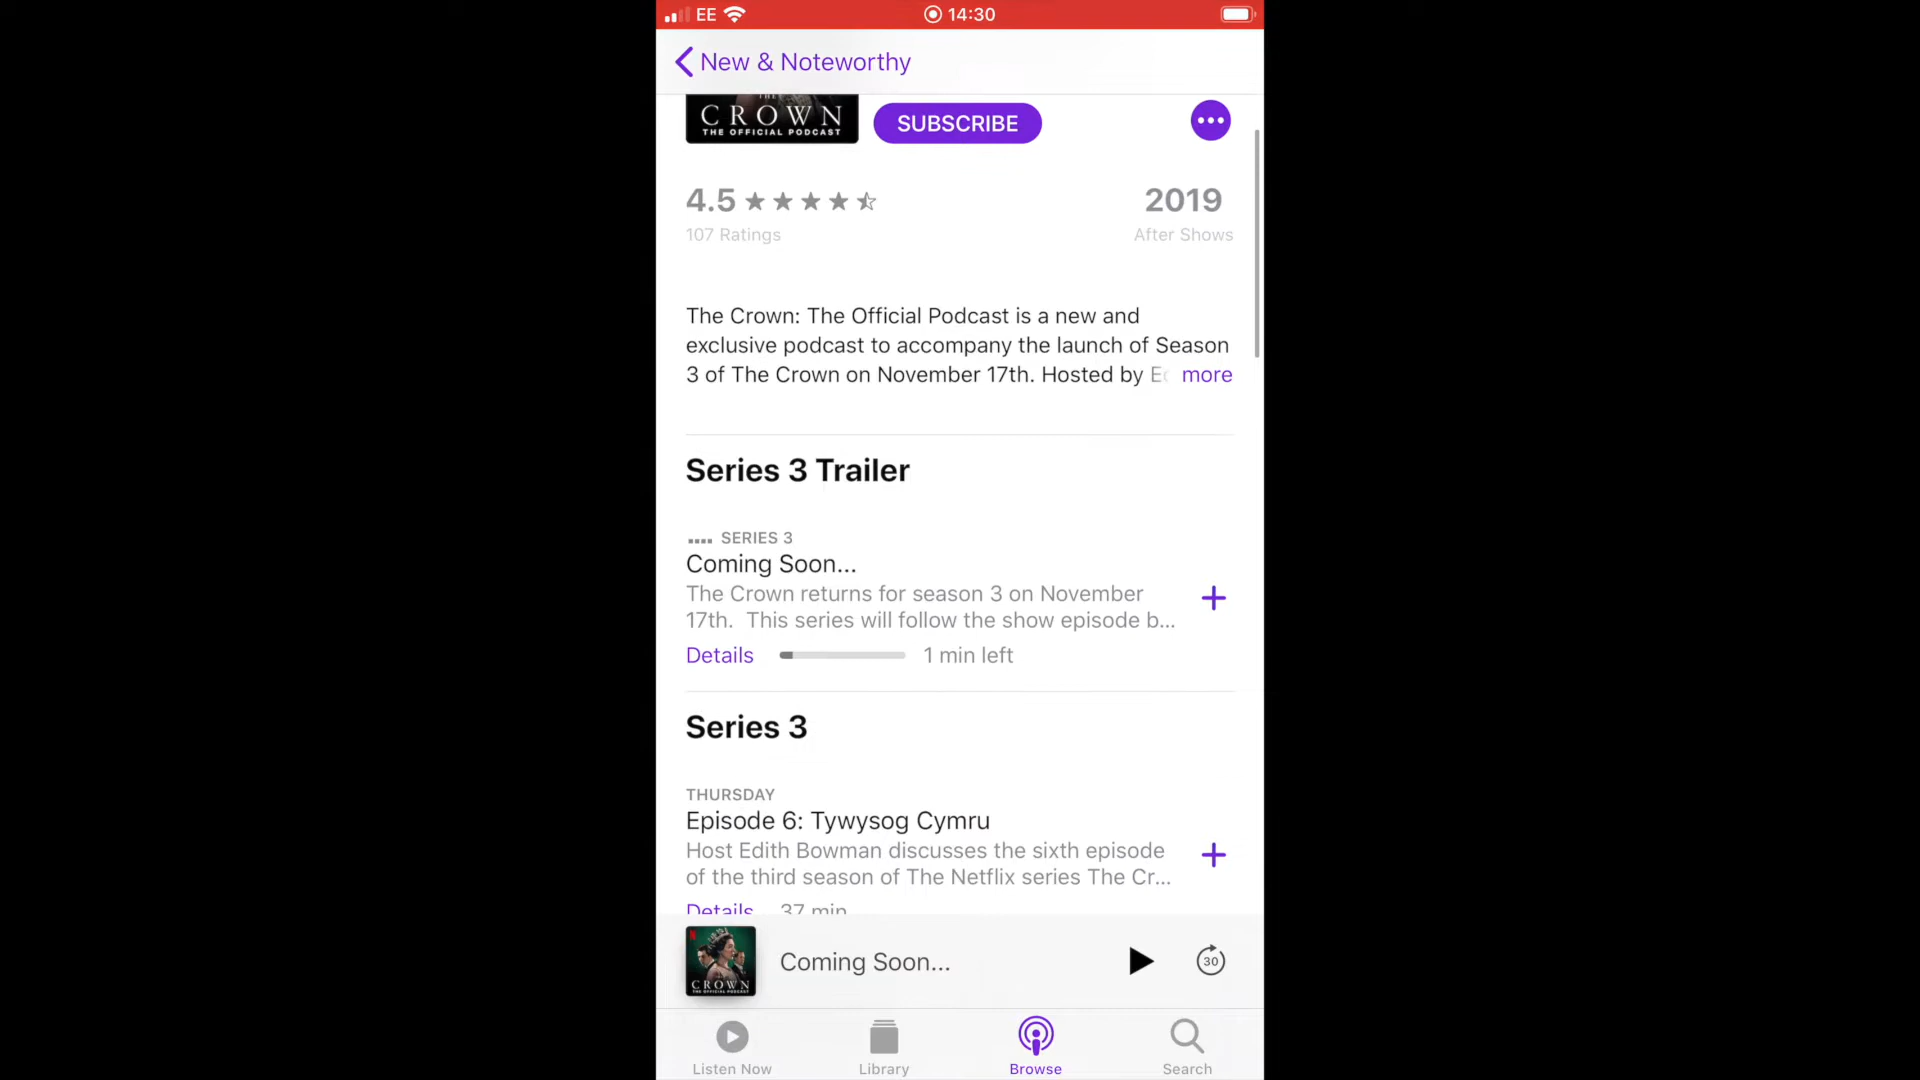 EE 14:30
New & Noteworthy
THE
CROWN
THE OFFICIAL PODCAST
SUBSCRIBE
4.5 2019
107 Ratings After Shows
The Crown: The Official Podcast is a new and
exclusive podcast to accompany the launch of Season
3 of The Crown on November 17th. Hosted by Ed more
Series 3 Trailer
SERIES 3
Coming Soon...
The Crown returns for season 3 on November
17th. This series will follow the show episode b...
Details 1 min left
Series 3
THURSDAY
Episode 6: Tywysog Cymru
Host Edith Bowman discusses the sixth episode
of the third season of The Netflix series The Cr...
Details 37 min
N
CROWN
THE OFFICIAL PODCAST
Coming Soon...
30
Listen Now Library Browse Search